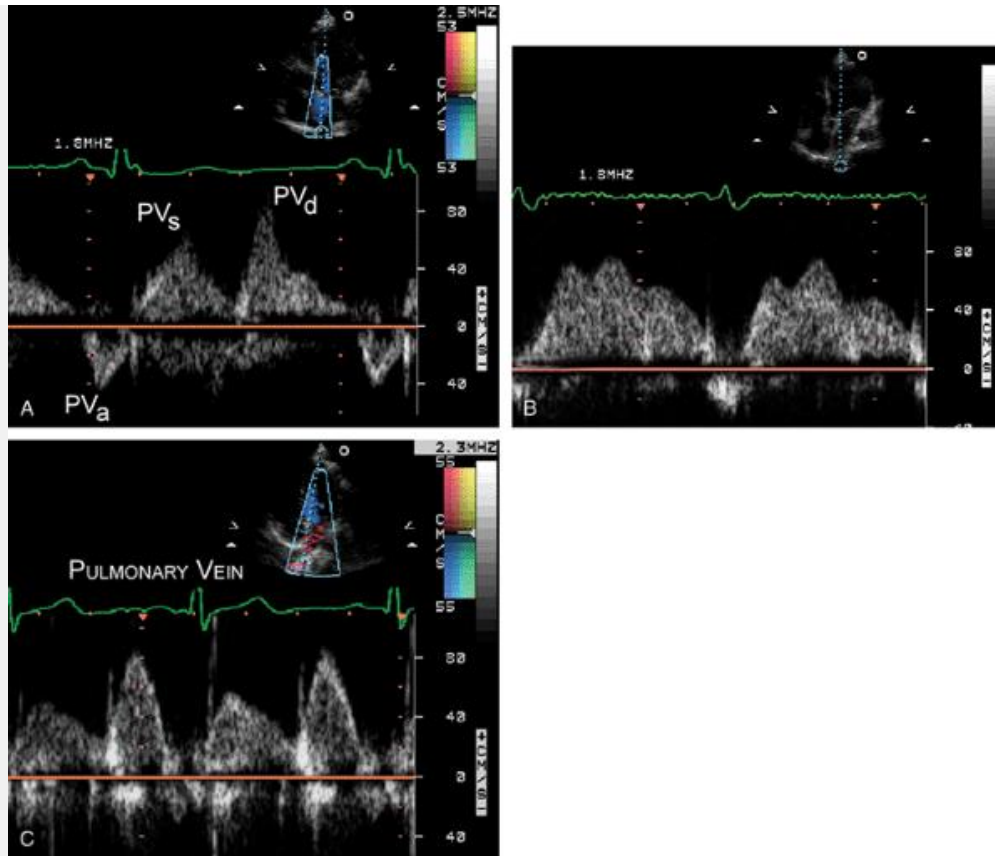 2.5MHZ
53
CM/S
53
1.8MHZ
PVs
PVd
80
40
0
40
PVa
A
1.8MHZ
80
40
0
B
2.3MHZ
55
CM/S
55
PULMONARY VEIN
80
40
0
40
C